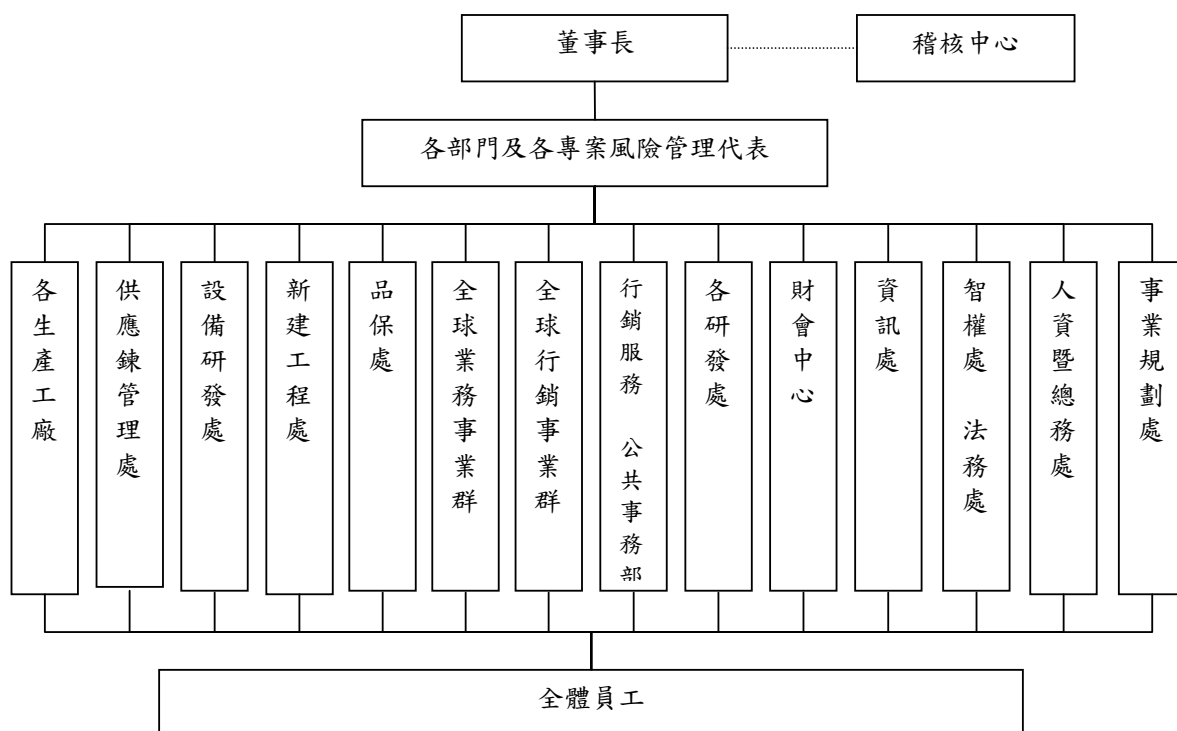 董事長
稽核中心
各部門及各專案風險管理代表
各生產工廠
供應鍊管理處
設備研發處
新建工程處
品保處
全球業務事業群
全球行銷事業群
行銷服務 公共事務部
各研發處
財會中心
資訊處
智權處 法務處
人資暨總務處
事業規劃處
全體員工